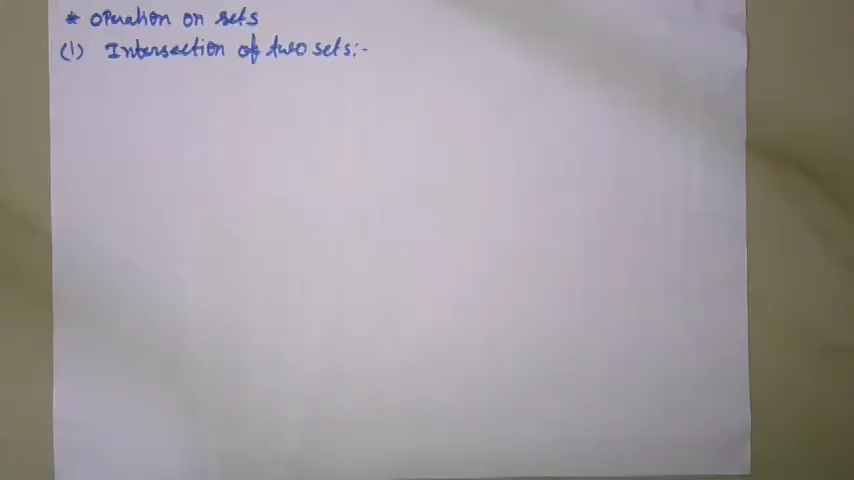 * Operation on sets
(1) Intersection of two sets:-